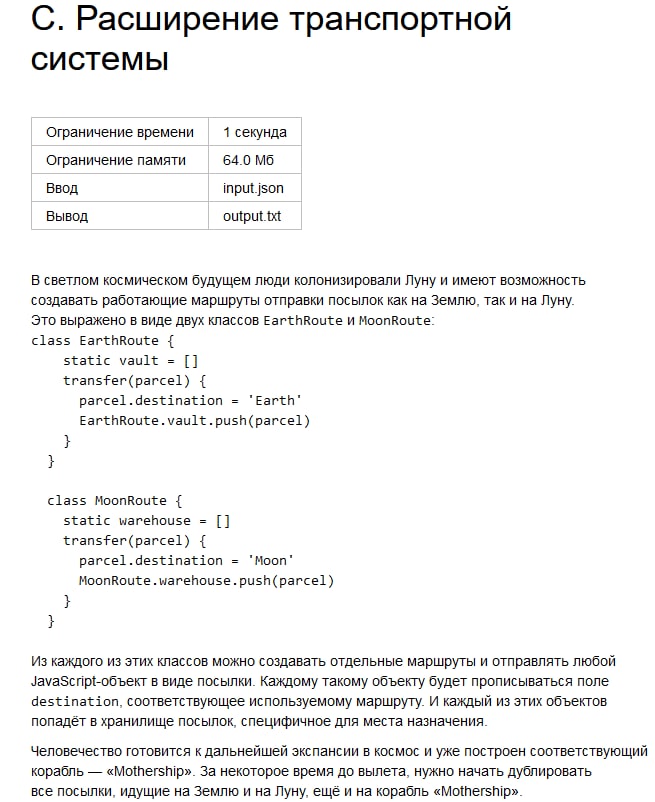 C. Расширение транспортной
системы
Ограничение времени 1 секунда
Ограничение памяти 64.0 Мб
Ввод input.json
Вывод output.txt
В светлом космическом будущем люди колонизировали Луну и имеют возможность
создавать работающие маршруты отправки посылок как на Землю, так и на Луну.
Это выражено в виде двух классов EarthRoute и MoonRoute:
class EarthRoute {
    static vault = []
    transfer(parcel) {
      parcel.destination = 'Earth'
      EarthRoute.vault.push(parcel)
    }
  }
  class MoonRoute {
    static warehouse = []
    transfer(parcel) {
      parcel.destination = 'Moon'
      MoonRoute.warehouse.push(parcel)
    }
  }
Из каждого из этих классов можно создавать отдельные маршруты и отправлять любой
JavaScript-объект в виде посылки. Каждому такому объекту будет прописываться поле
destination, соответствующее используемому маршруту. И каждый из этих объектов
попадёт в хранилище посылок, специфичное для места назначения.
Человечество готовится к дальнейшей экспансии в космос и уже построен соответствующий
корабль — «Mothership». За некоторое время до вылета, нужно начать дублировать
все посылки, идущие на Землю и на Луну, ещё и на корабль «Mothership».